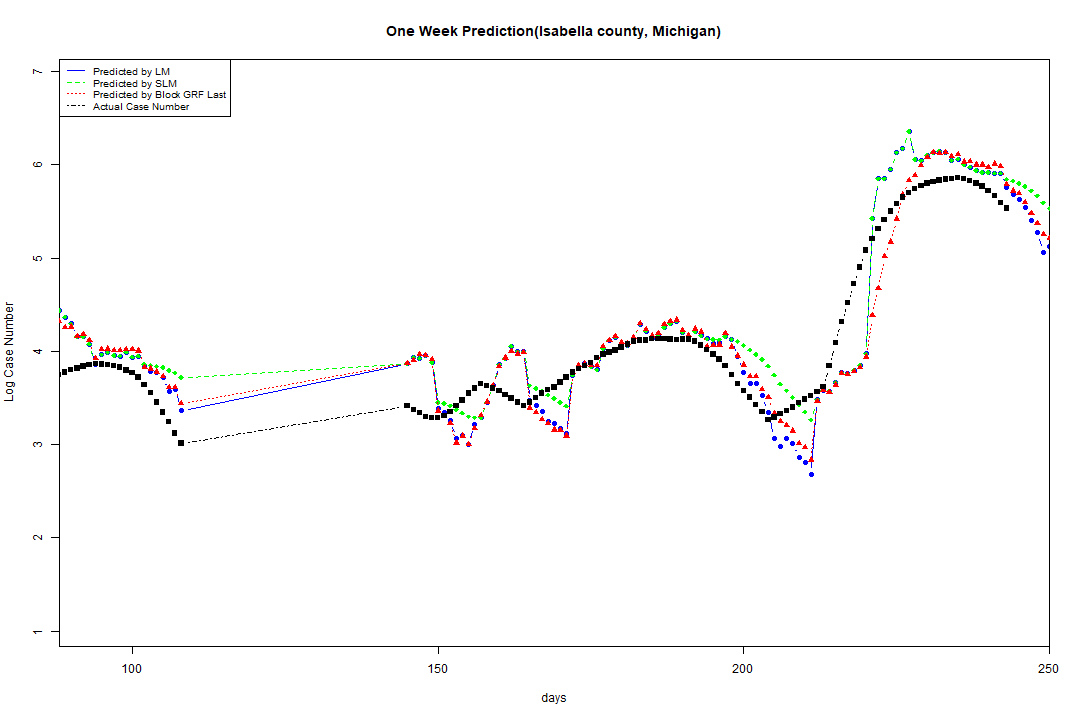 One Week Prediction(Isabella county, Michigan)
Predicted by LM
Predicted by SLM
Predicted by Block GRF Last
Actual Case Number
Log Case Number
7
6
5
4
3
2
1
100 150 200 250
days